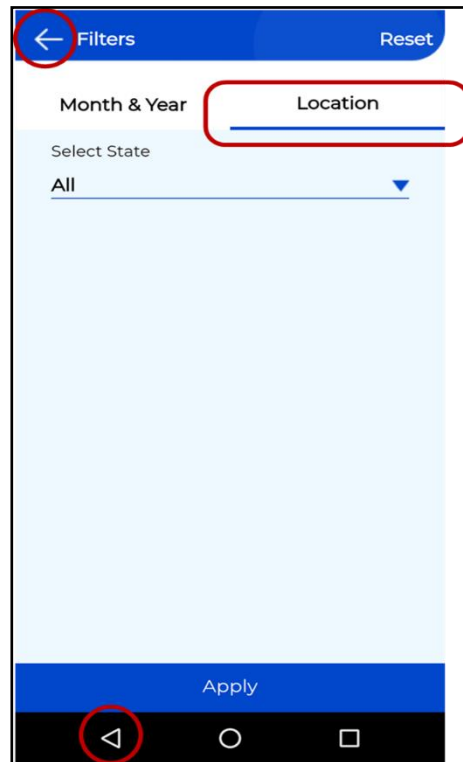 Filters Reset
Month & Year Location
Select State
All
Apply